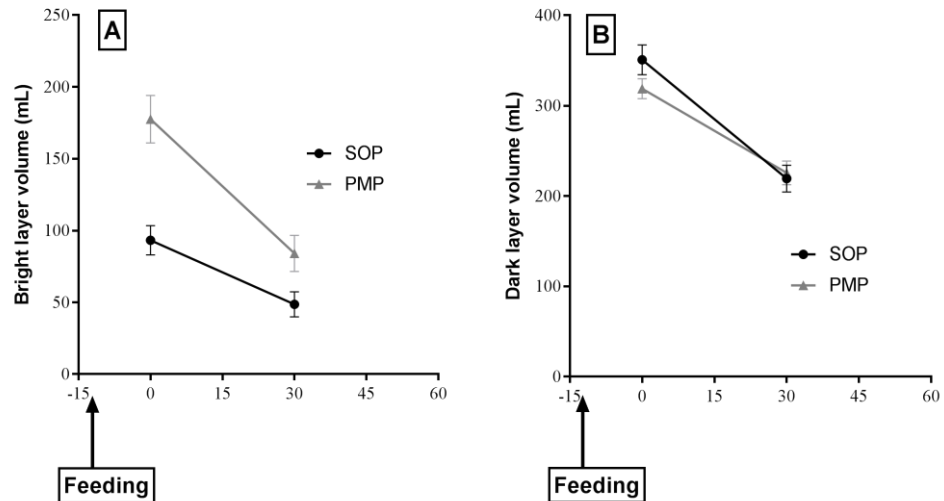 A
Bright layer volume (mL)
250
200
150
100
50
0
SOP
PMP
-15 0 15 30 45 60
Feeding
B
Dark layer volume (mL)
400
300
200
100
0
SOP
PMP
-15 0 15 30 45 60
Feeding